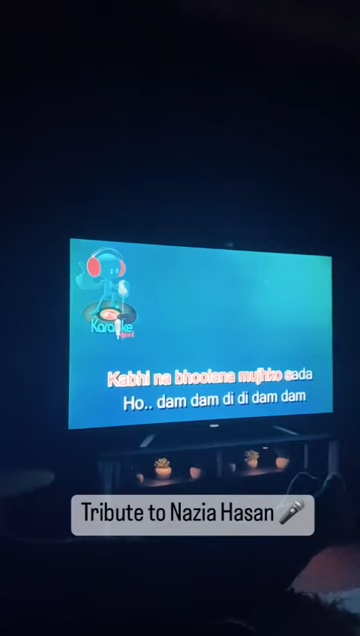 Karaoke
Kabhi na bhoolana mujhko sada
Ho.. dam dam di di dam dam
Tribute to Nazia Hasan 🎤